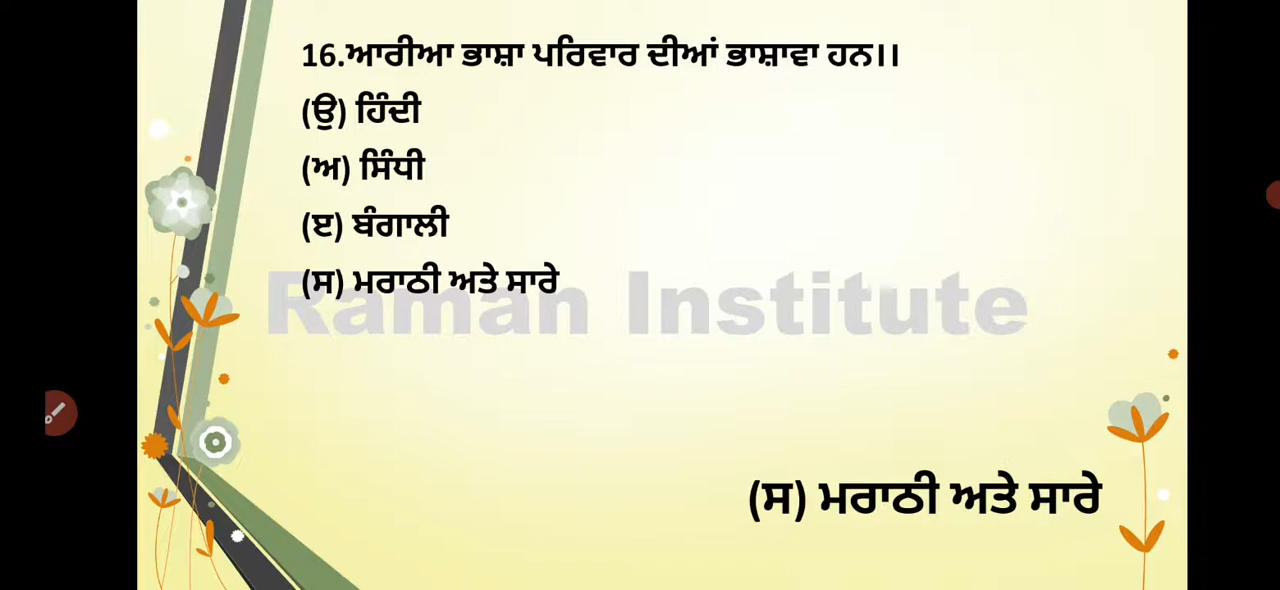 16.ਆਰੀਆ ਭਾਸ਼ਾ ਪਰਿਵਾਰ ਦੀਆਂ ਭਾਸ਼ਾਵਾ ਹਨ।।
(ਉ) ਹਿੰਦੀ
(ਅ) ਸਿੰਧੀ
(ੲ) ਬੰਗਾਲੀ
(ਸ) ਮਰਾਠੀ ਅਤੇ ਸਾਰੇ
Raman Institute
(ਸ) ਮਰਾਠੀ ਅਤੇ ਸਾਰੇ